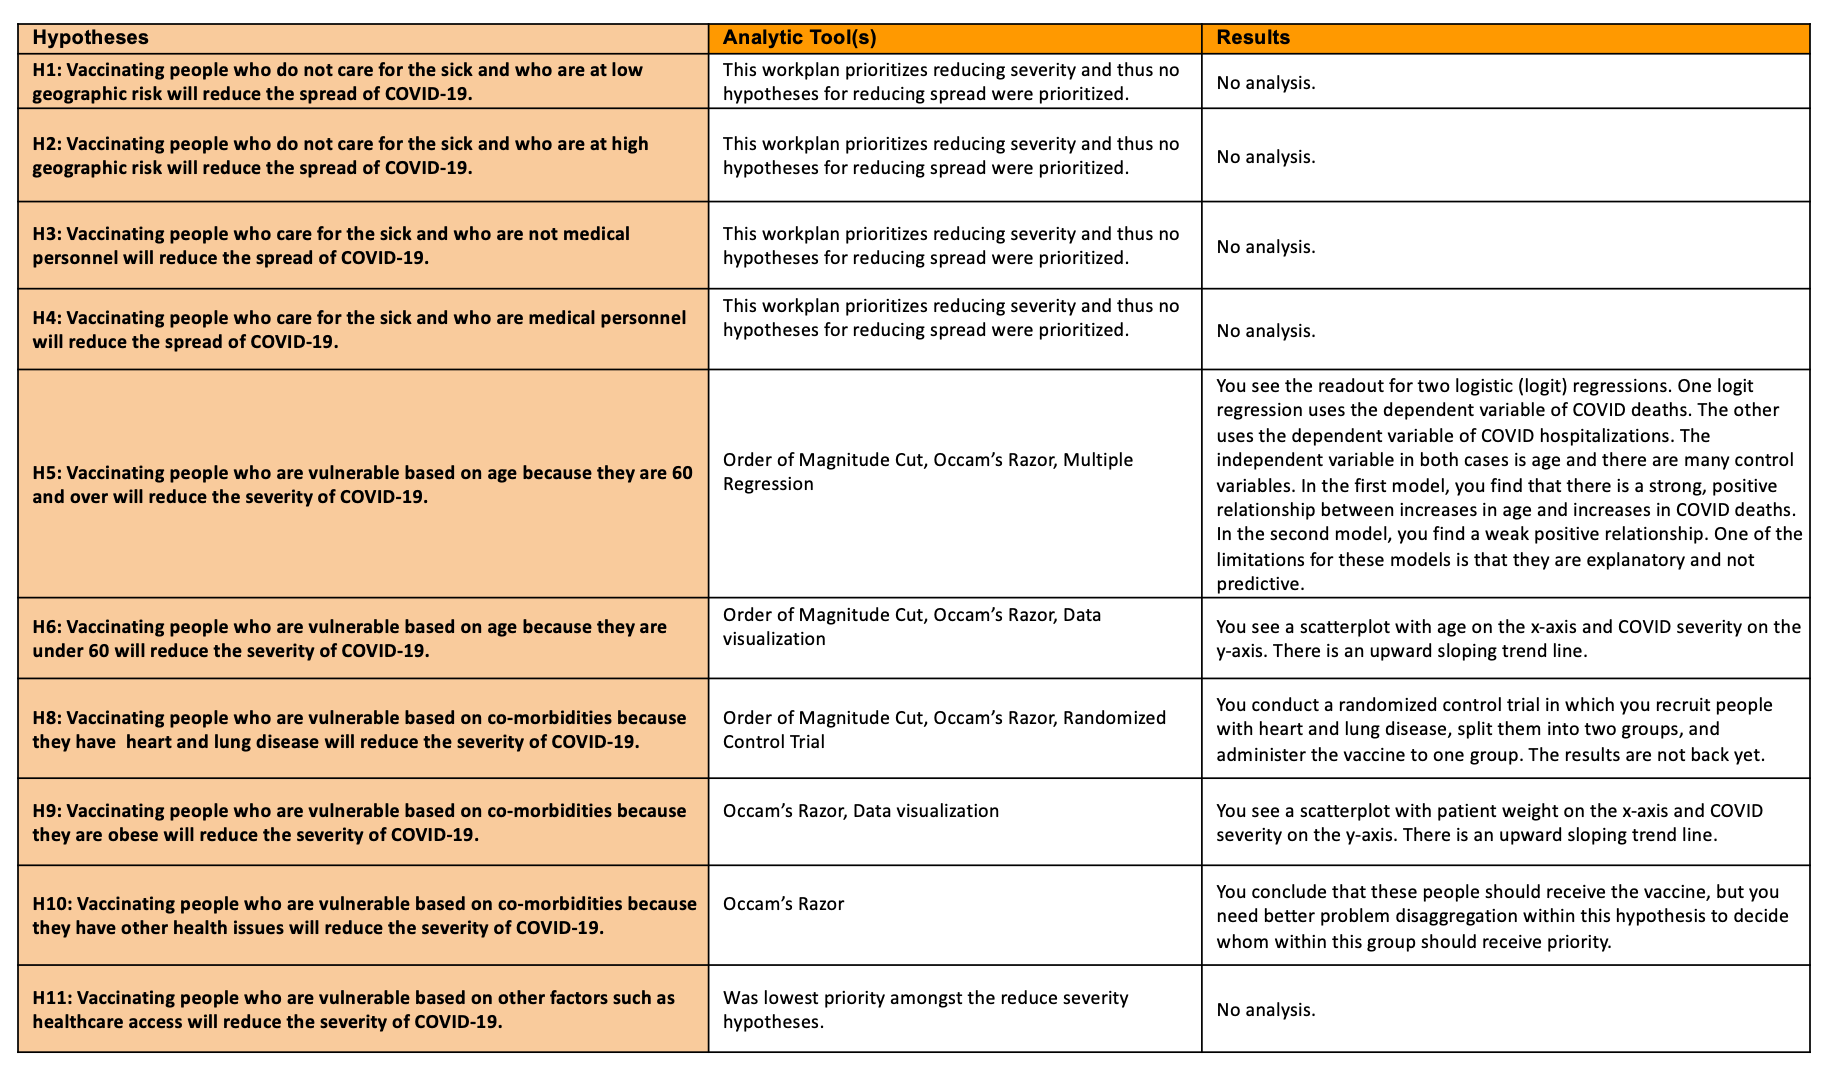 Hypotheses
Analytic Tool(s)
Results
H1: Vaccinating people who do not care for the sick and who are at low
geographic risk will reduce the spread of COVID-19.
This workplan prioritizes reducing severity and thus no
hypotheses for reducing spread were prioritized.
No analysis.
H2: Vaccinating people who do not care for the sick and who are at high
geographic risk will reduce the spread of COVID-19.
This workplan prioritizes reducing severity and thus no
hypotheses for reducing spread were prioritized.
No analysis.
H3: Vaccinating people who care for the sick and who are not medical
personnel will reduce the spread of COVID-19.
This workplan prioritizes reducing severity and thus no
hypotheses for reducing spread were prioritized.
No analysis.
H4: Vaccinating people who care for the sick and who are medical personnel
will reduce the spread of COVID-19.
This workplan prioritizes reducing severity and thus no
hypotheses for reducing spread were prioritized.
No analysis.
H5: Vaccinating people who are vulnerable based on age because they are 60
and over will reduce the severity of COVID-19.
Order of Magnitude Cut, Occam’s Razor, Multiple
Regression
You see the readout for two logistic (logit) regressions. One logit
regression uses the dependent variable of COVID deaths. The other
uses the dependent variable of COVID hospitalizations. The
independent variable in both cases is age and there are many control
variables. In the first model, you find that there is a strong, positive
relationship between increases in age and increases in COVID deaths.
In the second model, you find a weak positive relationship. One of the
limitations for these models is that they are explanatory and not
predictive.
H6: Vaccinating people who are vulnerable based on age because they are
under 60 will reduce the severity of COVID-19.
Order of Magnitude Cut, Occam’s Razor, Data
visualization
You see a scatterplot with age on the x-axis and COVID severity on the
y-axis. There is an upward sloping trend line.
H8: Vaccinating people who are vulnerable based on co-morbidities because
they have  heart and lung disease will reduce the severity of COVID-19.
Order of Magnitude Cut, Occam’s Razor, Randomized
Control Trial
You conduct a randomized control trial in which you recruit people
with heart and lung disease, split them into two groups, and
administer the vaccine to one group. The results are not back yet.
H9: Vaccinating people who are vulnerable based on co-morbidities because
they are obese will reduce the severity of COVID-19.
Occam’s Razor, Data visualization
You see a scatterplot with patient weight on the x-axis and COVID
severity on the y-axis. There is an upward sloping trend line.
H10: Vaccinating people who are vulnerable based on co-morbidities because
they have other health issues will reduce the severity of COVID-19.
Occam’s Razor
You conclude that these people should receive the vaccine, but you
need better problem disaggregation within this hypothesis to decide
whom within this group should receive priority.
H11: Vaccinating people who are vulnerable based on other factors such as
healthcare access will reduce the severity of COVID-19.
Was lowest priority amongst the reduce severity
hypotheses.
No analysis.